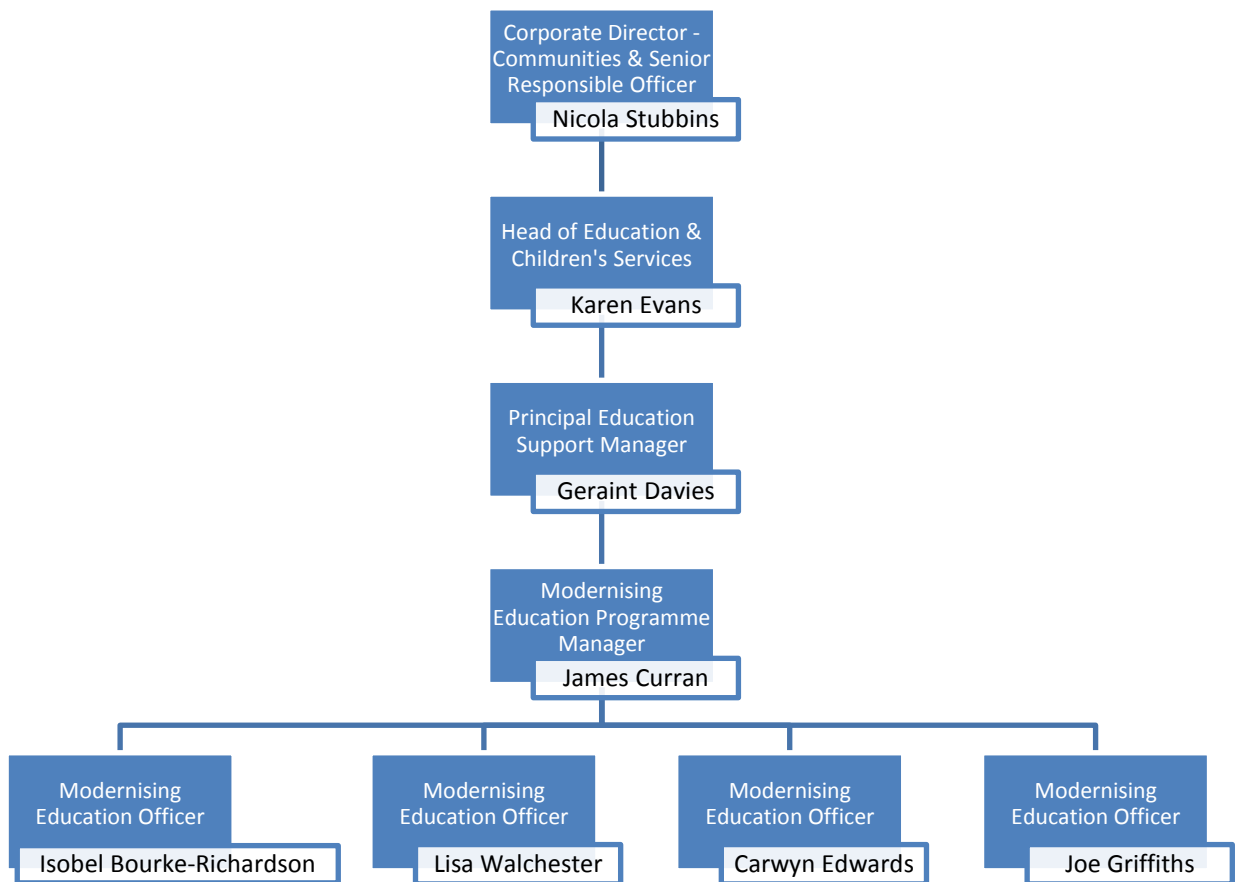 Corporate Director -
Communities & Senior
Responsible Officer
Nicola Stubbins
Head of Education &
Children's Services
Karen Evans
Principal Education
Support Manager
Geraint Davies
Modernising
Education Programme
Manager
James Curran
Modernising
Education Officer
Isobel Bourke-Richardson
Modernising
Education Officer
Lisa Walchester
Modernising
Education Officer
Carwyn Edwards
Modernising
Education Officer
Joe Griffiths